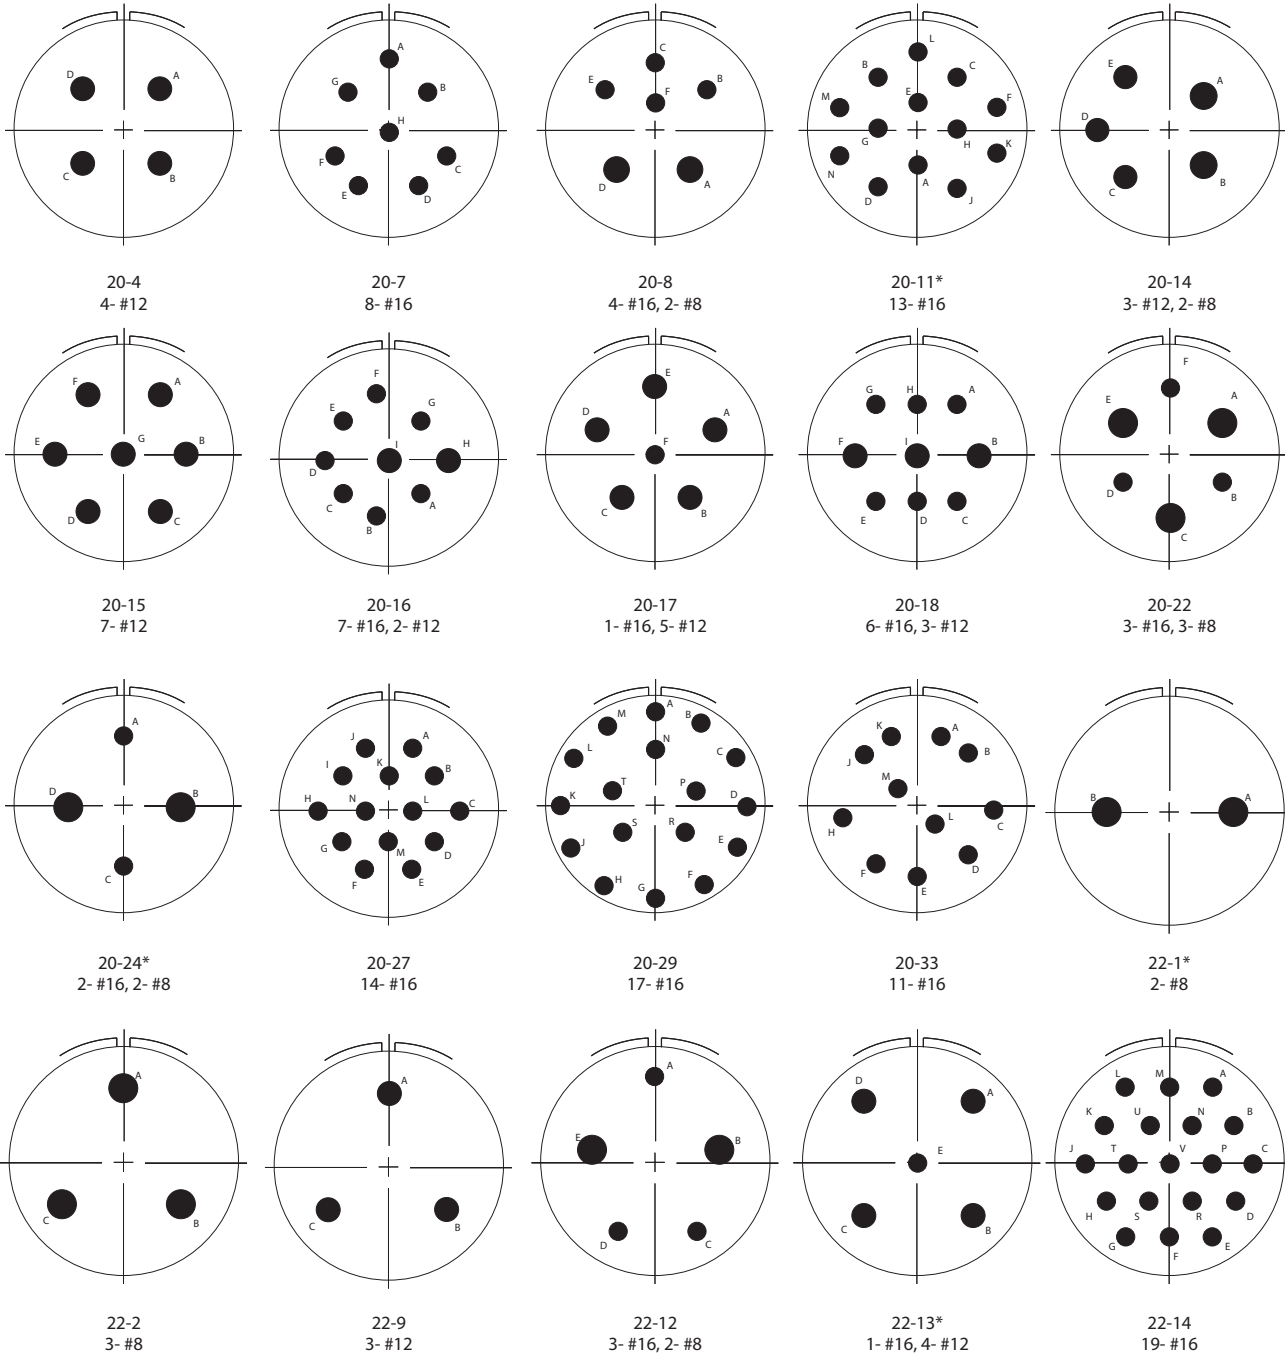 D A
C B
20-4
4- #12
A
G B
H
F C
E D
20-7
8- #16
C
E B
F
D A
20-8
4- #16, 2- #8
L
B C
E
M F
G H K
N A
D J
20-11*
13- #16
E A
D
C B
20-14
3- #12, 2- #8
F A
E G B
D C
20-15
7- #12
F
E G
I H
D
C A
B
20-16
7- #16, 2- #12
E
D A
F
C B
20-17
1- #16, 5- #12
G H A
F I B
E D C
20-18
6- #16, 3- #12
F
E A
D B
C
20-22
3- #16, 3- #8
A
D B
C
20-24*
2- #16, 2- #8
J A
I K B
H N L C
G M D
F E
20-27
14- #16
M A B
L N C
T P
K D
S R
J E
H G F
20-29
17- #16
K A
J B
M
H L C
F D
E
20-33
11- #16
B A
22-1*
2- #8
A
C B
22-2
3- #8
A
C B
22-9
3- #12
A
E B
D C
22-12
3- #16, 2- #8
D A
E
C B
22-13*
1- #16, 4- #12
L M A
K U N B
J T V P C
H S R D
G F E
22-14
19- #16